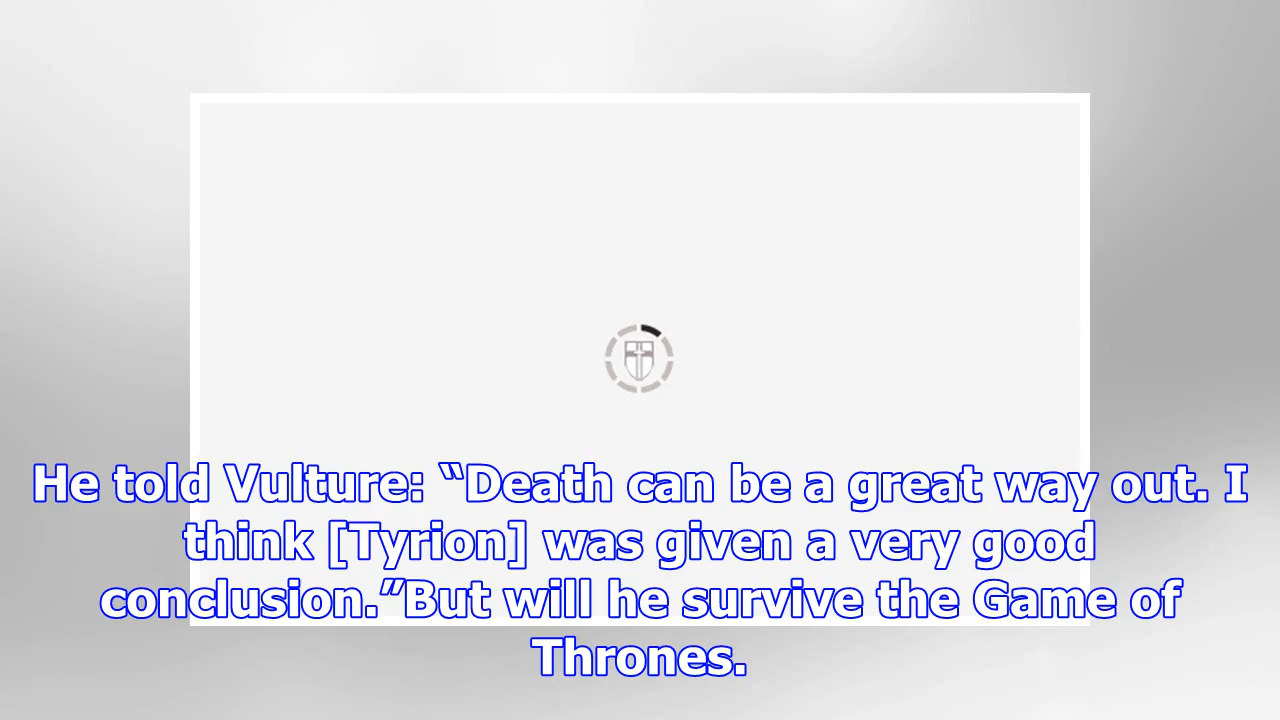 He told Vulture: “Death can be a great way out. I
think [Tyrion] was given a very good
conclusion.”But will he survive the Game of
Thrones.